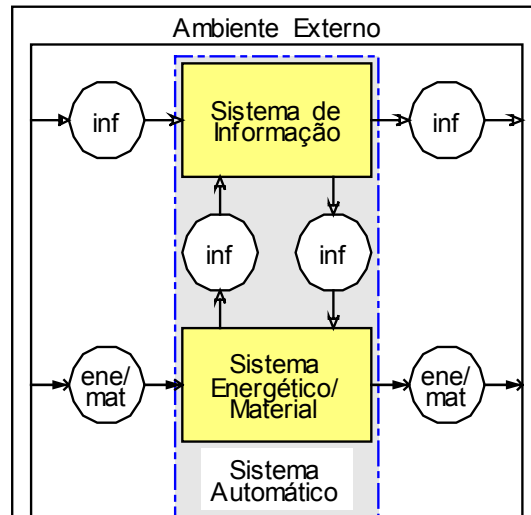 Ambiente Externo
inf
Sistema de
Informação
inf
inf
inf
ene/
mat
Sistema
Energético/
Material
ene/
mat
Sistema
Automático